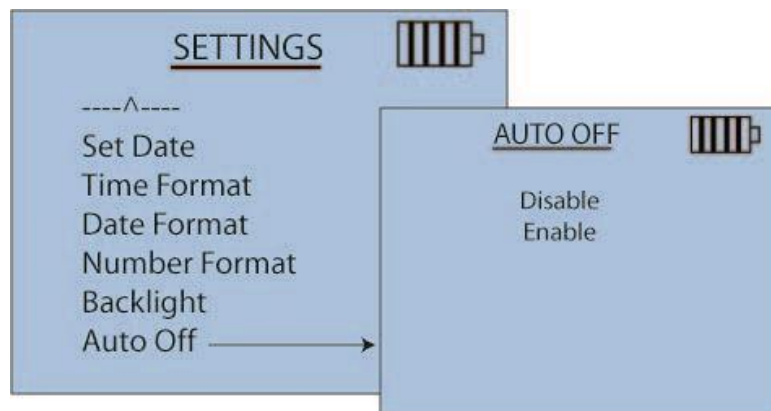 SETTINGS
----^----
Set Date
Time Format
Date Format
Number Format
Backlight
Auto Off
AUTO OFF
Disable
Enable